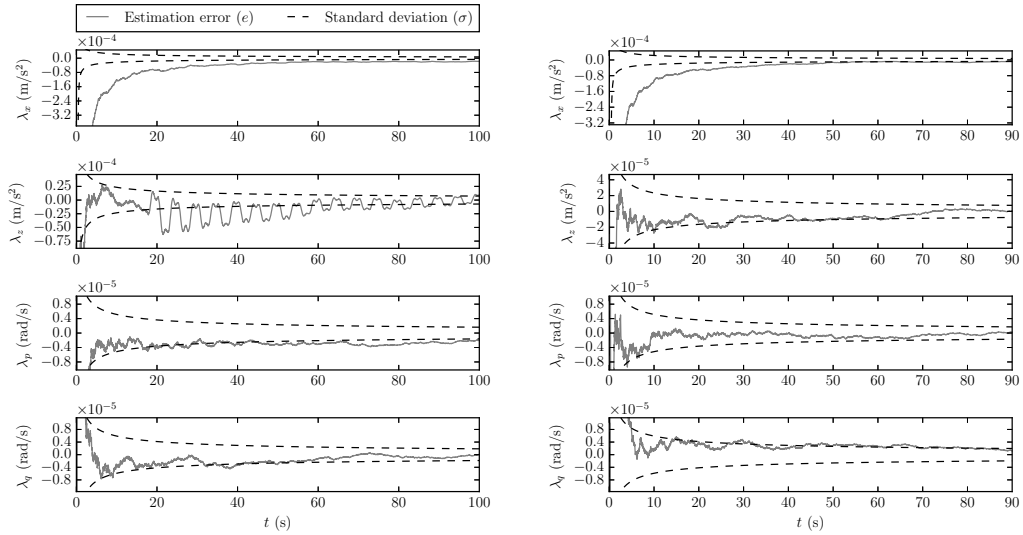 Estimation error (e) Standard deviation (σ)
×10⁻⁴
λx (m/s²)
0.0
−0.8
−1.6
−2.4
−3.2
0 20 40 60 80 100
×10⁻⁴
λz (m/s²)
0.25
0.00
−0.25
−0.50
−0.75
0 20 40 60 80 100
×10⁻⁵
λp (rad/s)
0.8
0.4
0.0
−0.4
−0.8
0 20 40 60 80 100
×10⁻⁵
λq (rad/s)
0.8
0.4
0.0
−0.4
−0.8
0 20 40 60 80 100
t (s)
×10⁻⁴
λx (m/s²)
0.0
−0.8
−1.6
−2.4
−3.2
0 10 20 30 40 50 60 70 80 90
×10⁻⁵
λz (m/s²)
4
2
0
−2
−4
0 10 20 30 40 50 60 70 80 90
×10⁻⁵
λp (rad/s)
0.8
0.4
0.0
−0.4
−0.8
0 10 20 30 40 50 60 70 80 90
×10⁻⁵
λq (rad/s)
0.8
0.4
0.0
−0.4
−0.8
0 10 20 30 40 50 60 70 80 90
t (s)